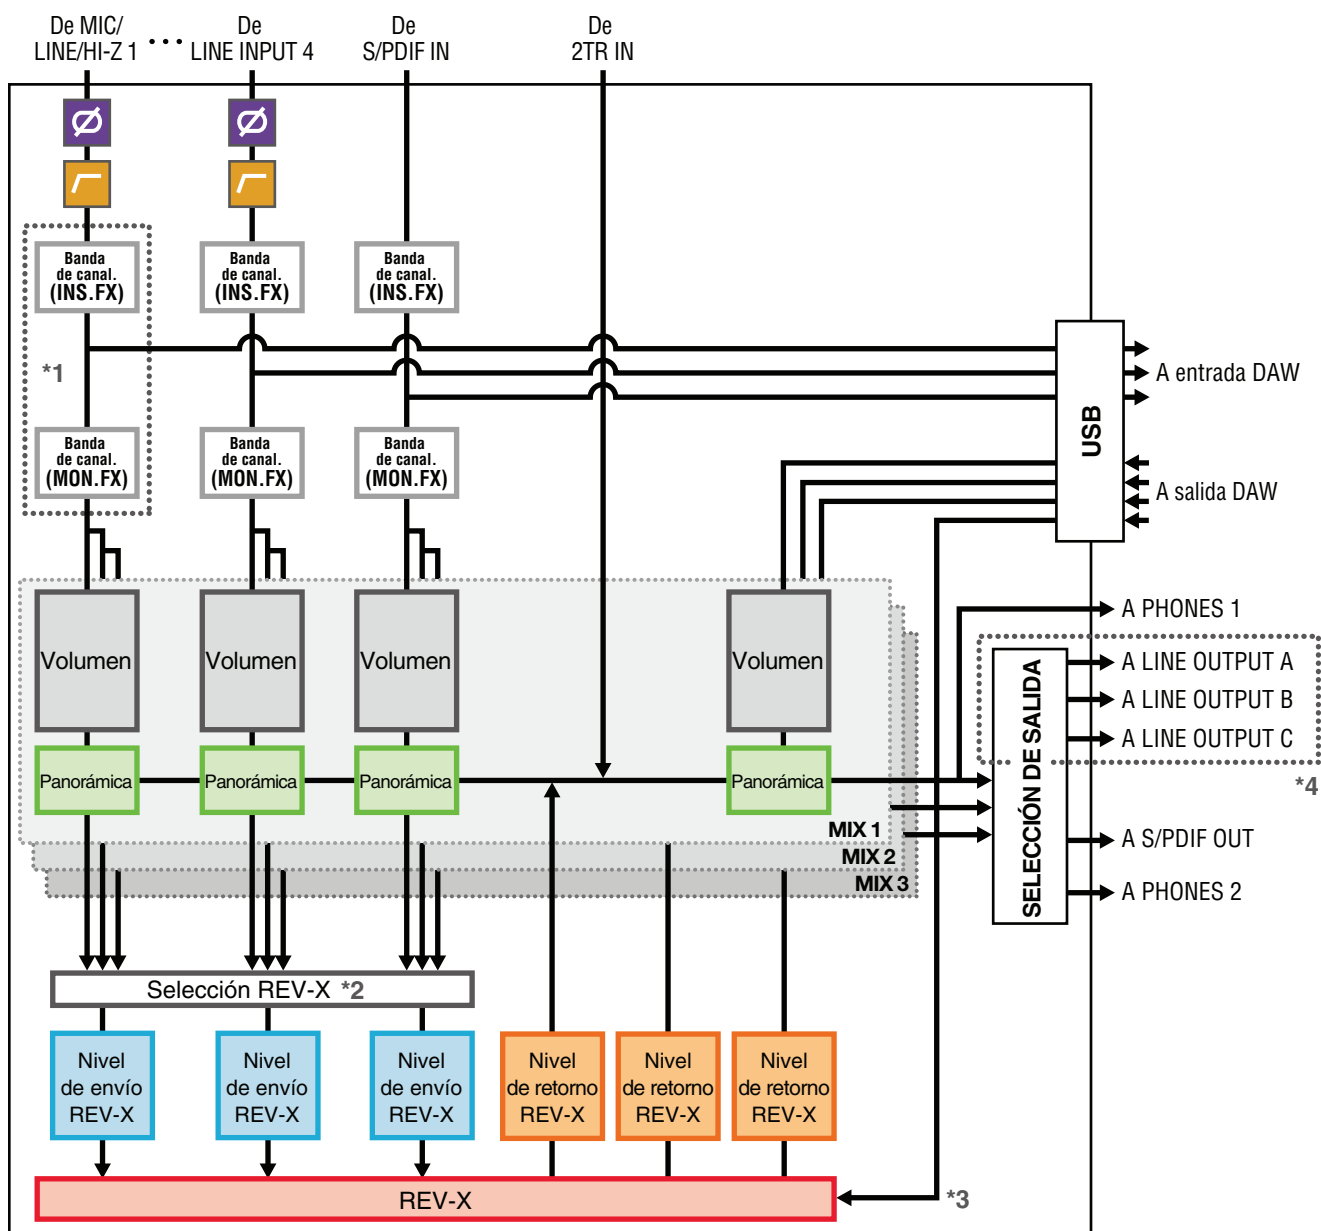 De MIC/
LINE/HI-Z 1
...
De
LINE INPUT 4
De
S/PDIF IN
De
2TR IN
Ø
Ø
Banda
de canal.
(INS.FX)
Banda
de canal.
(INS.FX)
Banda
de canal.
(INS.FX)
*1
USB
A entrada DAW
Banda
de canal.
(MON.FX)
Banda
de canal.
(MON.FX)
Banda
de canal.
(MON.FX)
A salida DAW
Volumen
Volumen
Volumen
Volumen
A PHONES 1
SELECCIÓN DE SALIDA
A LINE OUTPUT A
A LINE OUTPUT B
A LINE OUTPUT C
*4
Panorámica
Panorámica
Panorámica
Panorámica
MIX 1
MIX 2
MIX 3
A S/PDIF OUT
A PHONES 2
Selección REV-X *2
Nivel
de envío
REV-X
Nivel
de envío
REV-X
Nivel
de envío
REV-X
Nivel
de retorno
REV-X
Nivel
de retorno
REV-X
Nivel
de retorno
REV-X
REV-X
*3